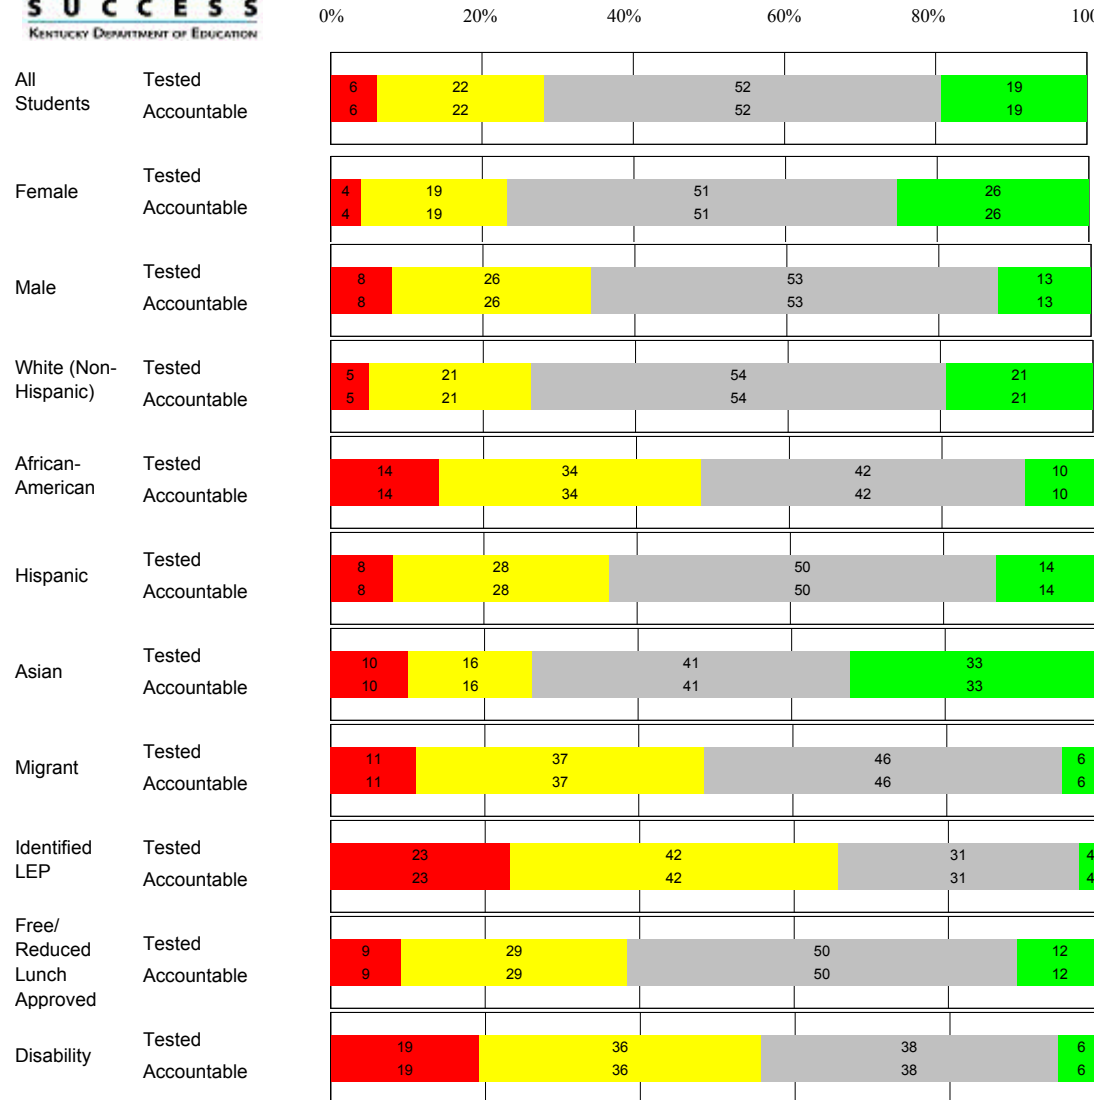 SUCCESS
KENTUCKY DEPARTMENT OF EDUCATION
0% 20% 40% 60% 80% 100
All Students
Tested 6 22 52 19
Accountable 6 22 52 19
Female
Tested 4 19 51 26
Accountable 4 19 51 26
Male
Tested 8 26 53 13
Accountable 8 26 53 13
White (Non-
Hispanic)
Tested 5 21 54 21
Accountable 5 21 54 21
African-
American
Tested 14 34 42 10
Accountable 14 34 42 10
Hispanic
Tested 8 28 50 14
Accountable 8 28 50 14
Asian
Tested 10 16 41 33
Accountable 10 16 41 33
Migrant
Tested 11 37 46 6
Accountable 11 37 46 6
Identified
LEP
Tested 23 42 31 4
Accountable 23 42 31 4
Free/
Reduced
Lunch
Approved
Tested 9 29 50 12
Accountable 9 29 50 12
Disability
Tested 19 36 38 6
Accountable 19 36 38 6